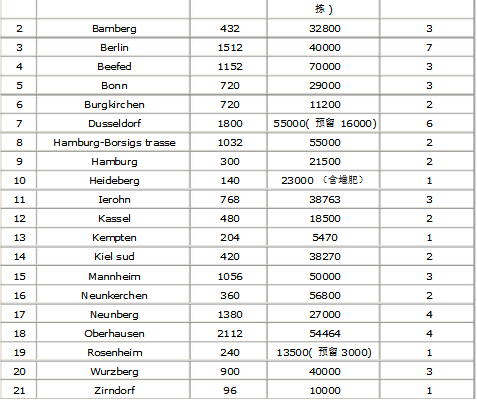 拣 )
2 Bamberg 432 32800 3
3 Berlin 1512 40000 7
4 Beefed 1152 70000 3
5 Bonn 720 29000 3
6 Burgkirchen 720 11200 2
7 Dusseldorf 1800 55000( 预留 16000) 6
8 Hamburg-Borsigs trasse 1032 55000 2
9 Hamburg 300 21500 2
10 Heideberg 140 23000 （含堆肥） 1
11 Ierohn 768 38763 3
12 Kassel 480 18500 2
13 Kempten 204 5470 1
14 Kiel sud 420 38270 2
15 Mannheim 1056 50000 3
16 Neunkerchen 360 56800 2
17 Neunberg 1380 27000 4
18 Oberhausen 2112 54464 4
19 Rosenheim 240 13500( 预留 3000) 1
20 Wurzberg 900 40000 3
21 Zirndorf 96 10000 1